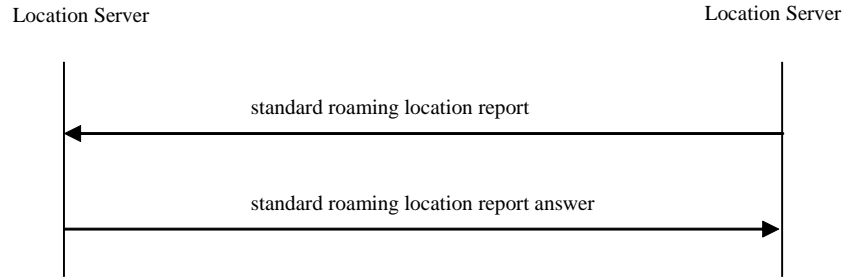 Location Server
Location Server
standard roaming location report
standard roaming location report answer